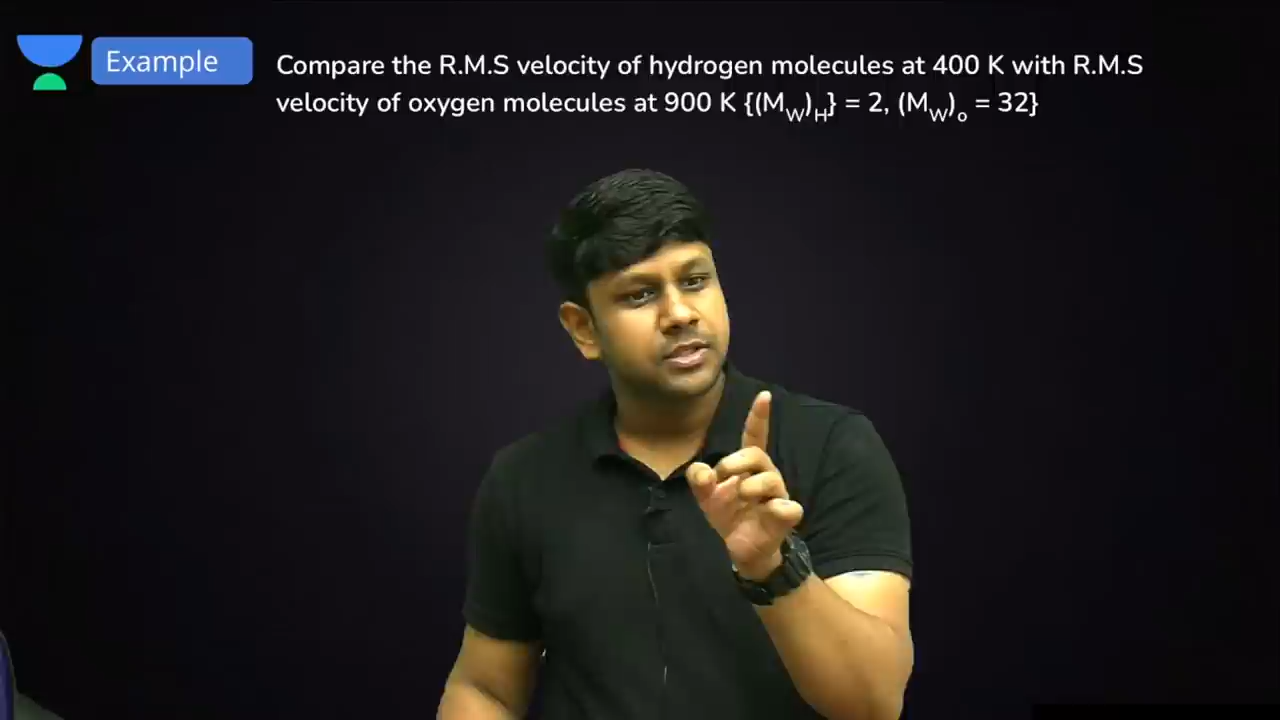 Example
Compare the R.M.S velocity of hydrogen molecules at 400 K with R.M.S
velocity of oxygen molecules at 900 K {(M_W)_H} = 2, (M_W)_o = 32}